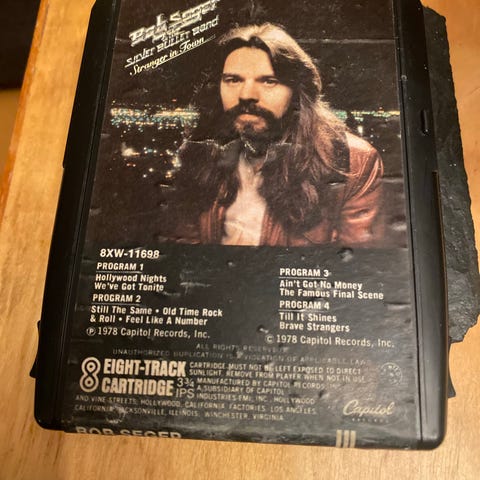 Bob Seger
& THE
SILVER BULLET BAND
Stranger in Town
8XW-11698
PROGRAM 1
Hollywood Nights
We've Got Tonite
PROGRAM 2
Still The Same • Old Time Rock
& Roll • Feel Like A Number
℗ 1978 Capitol Records, Inc.
PROGRAM 3
Ain't Got No Money
The Famous Final Scene
PROGRAM 4
Till It Shines
Brave Strangers
© 1978 Capitol Records, Inc.
ALL RIGHTS RESERVED
UNAUTHORIZED DUPLICATION IS A VIOLATION OF APPLICABLE LAWS
8 EIGHT-TRACK
CARTRIDGE 3¾ IPS
CARTRIDGE MUST NOT BE LEFT EXPOSED TO DIRECT
SUNLIGHT. REMOVE FROM PLAYER WHEN NOT IN USE.
MANUFACTURED BY CAPITOL RECORDS, INC.,
A SUBSIDIARY OF CAPITOL
INDUSTRIES-EMI, INC., HOLLYWOOD
AND VINE STREETS, HOLLYWOOD,
CALIFORNIA. FACTORIES: LOS ANGELES,
CALIFORNIA, JACKSONVILLE, ILLINOIS, WINCHESTER, VIRGINIA.
Capitol
RECORDS
BOB SEGER